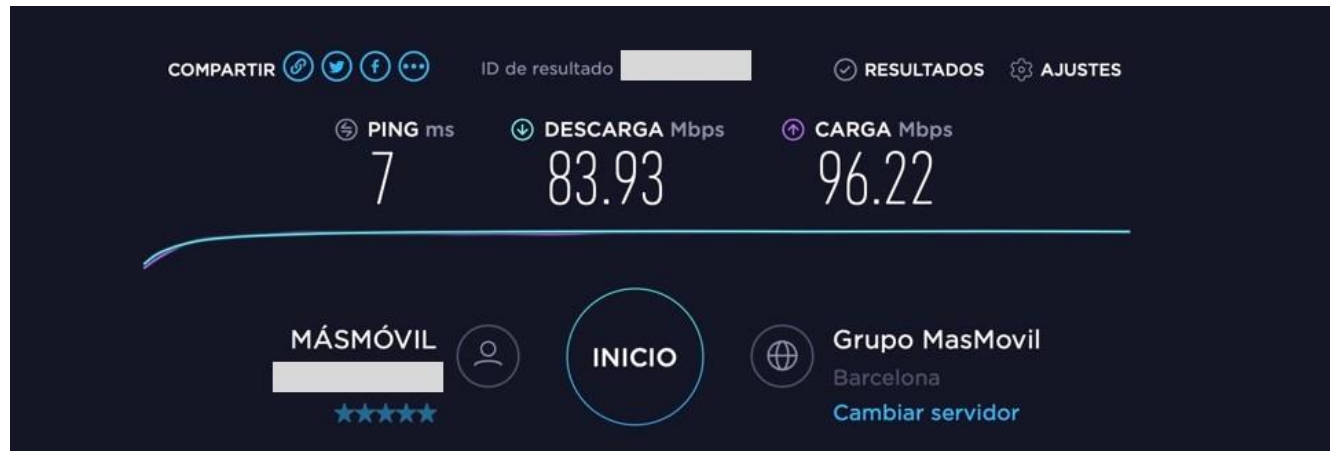 COMPARTIR ID de resultado RESULTADOS AJUSTES
PING ms DESCARGA Mbps CARGA Mbps
7 83.93 96.22
MÁSMÓVIL INICIO Grupo MasMovil
Barcelona
Cambiar servidor